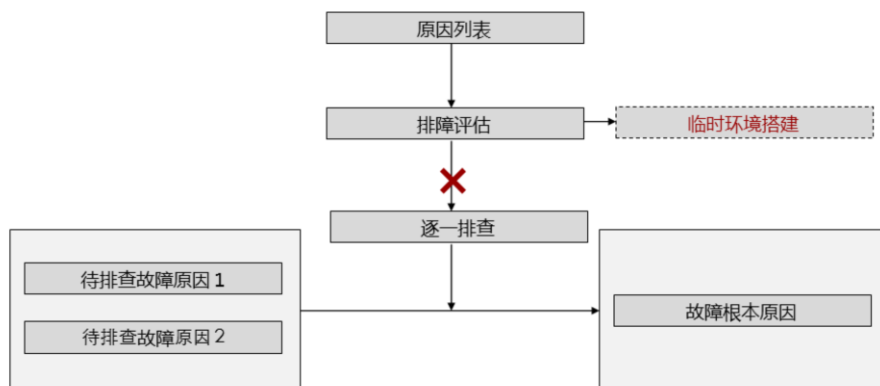 原因列表
排障评估
临时环境搭建
逐一排查
待排查故障原因1
待排查故障原因2
故障根本原因